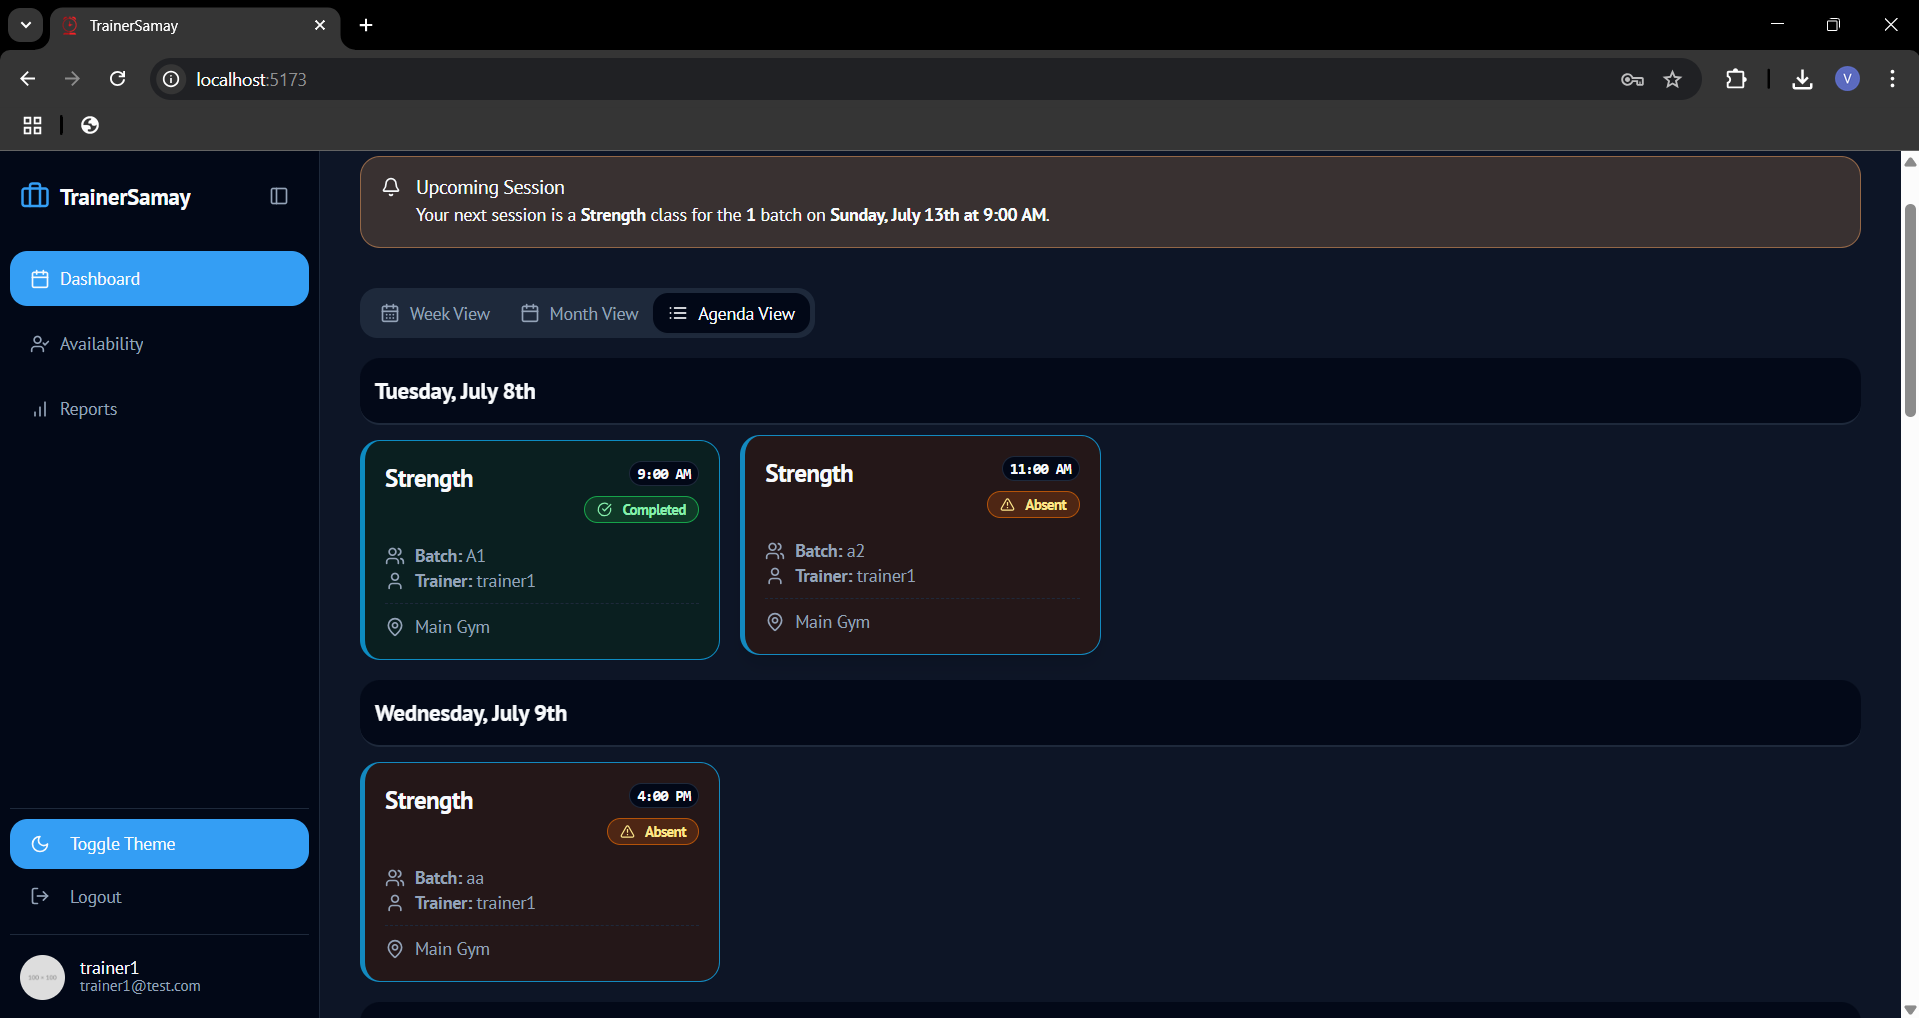 TrainerSamay
localhost:5173
V
TrainerSamay
Dashboard
Availability
Reports
Toggle Theme
Logout
100 × 100
trainer1
trainer1@test.com
Upcoming Session
Your next session is a Strength class for the 1 batch on Sunday, July 13th at 9:00 AM.
Week View
Month View
Agenda View
Tuesday, July 8th
Strength
9:00 AM
Completed
Batch: A1
Trainer: trainer1
Main Gym
Strength
11:00 AM
Absent
Batch: a2
Trainer: trainer1
Main Gym
Wednesday, July 9th
Strength
4:00 PM
Absent
Batch: aa
Trainer: trainer1
Main Gym